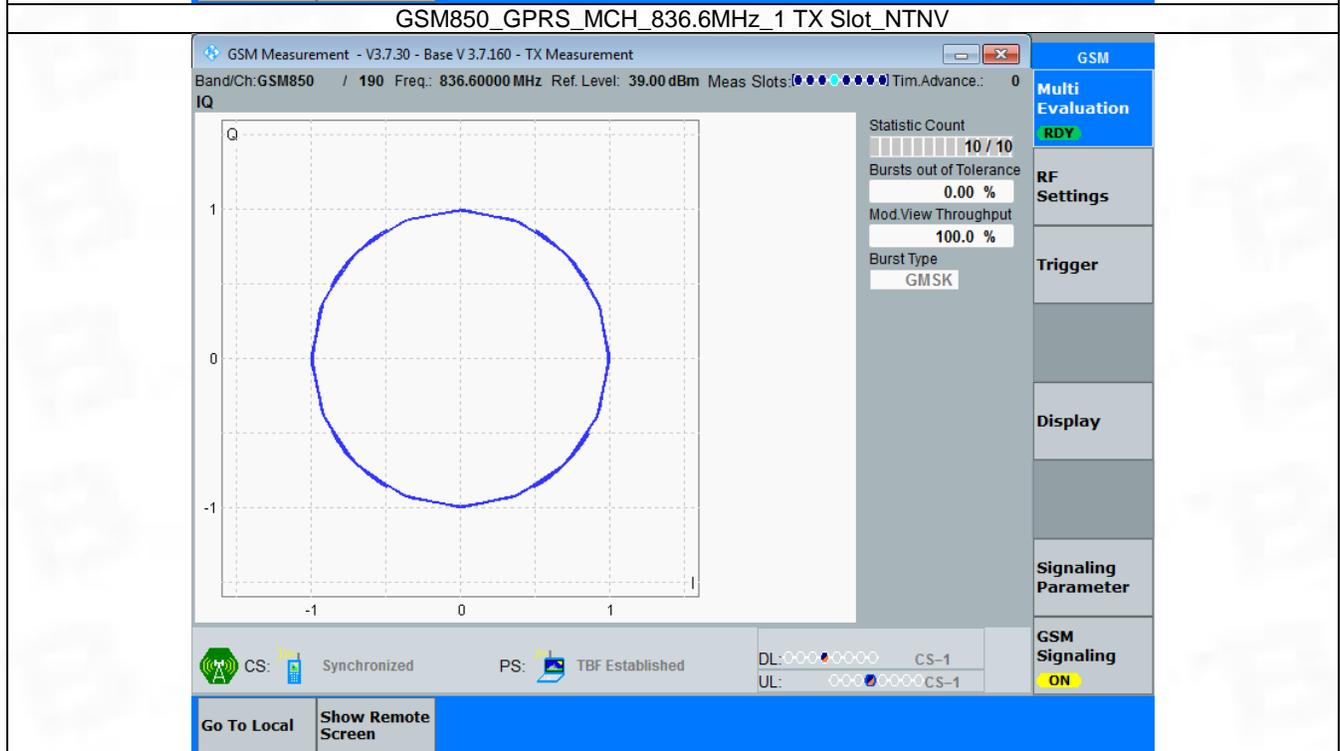 GSM850_GPRS_MCH_836.6MHz_1 TX Slot_NTNV
GSM Measurement - V3.7.30 - Base V 3.7.160 - TX Measurement
GSM
Band/Ch:GSM850 / 190 Freq.: 836.60000 MHz Ref. Level: 39.00 dBm Meas Slots: Tim.Advance.: 0
IQ
Multi
Evaluation
RDY
Q
Statistic Count
10 / 10
Bursts out of Tolerance
0.00 %
Mod.View Throughput
100.0 %
Burst Type
GMSK
RF
Settings
Trigger
Display
Signaling
Parameter
GSM
Signaling
ON
1
0
-1
I
-1 0 1
CS: Synchronized PS: TBF Established
DL: CS-1
UL: CS-1
Go To Local
Show Remote
Screen